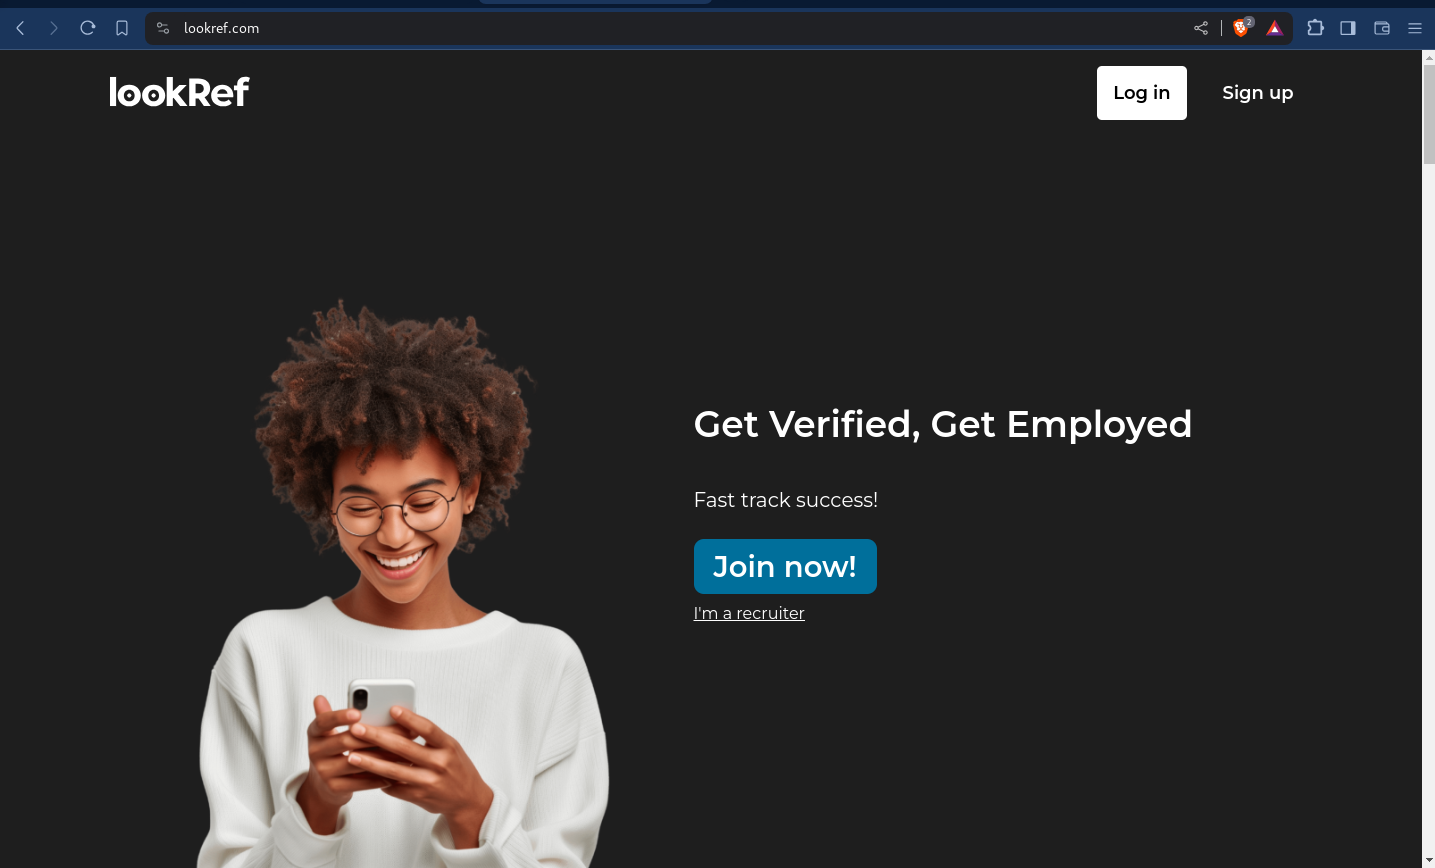 lookref.com
2
lookRef
Log in
Sign up
Get Verified, Get Employed
Fast track success!
Join now!
I'm a recruiter